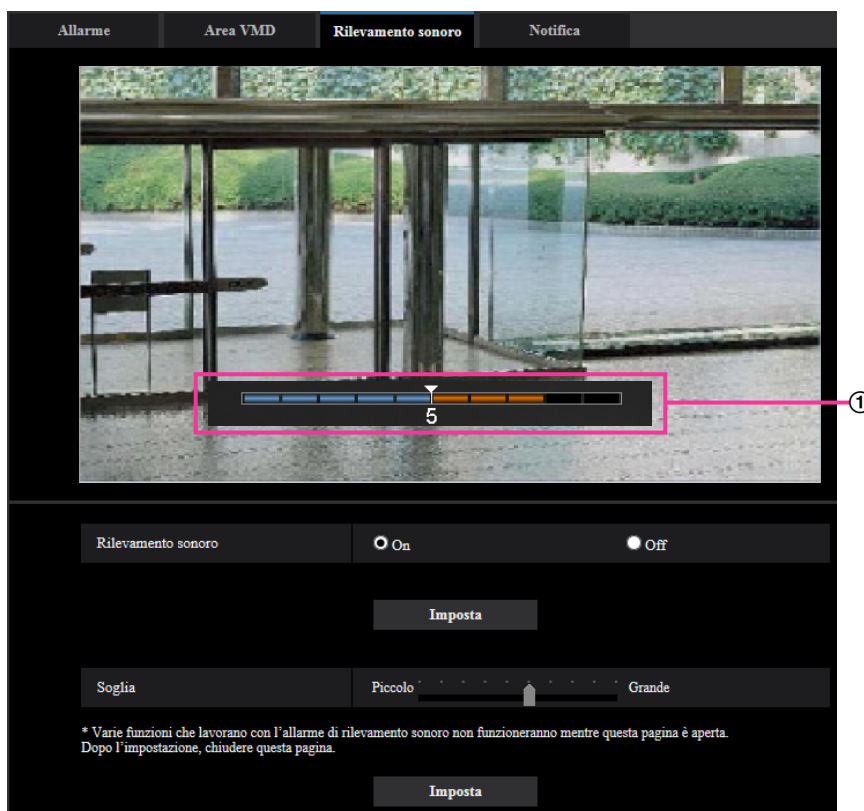 Allarme Area VMD Rilevamento sonoro Notifica
5
①
Rilevamento sonoro On Off
Imposta
Soglia Piccolo Grande
* Varie funzioni che lavorano con l'allarme di rilevamento sonoro non funzioneranno mentre questa pagina è aperta.
Dopo l'impostazione, chiudere questa pagina.
Imposta